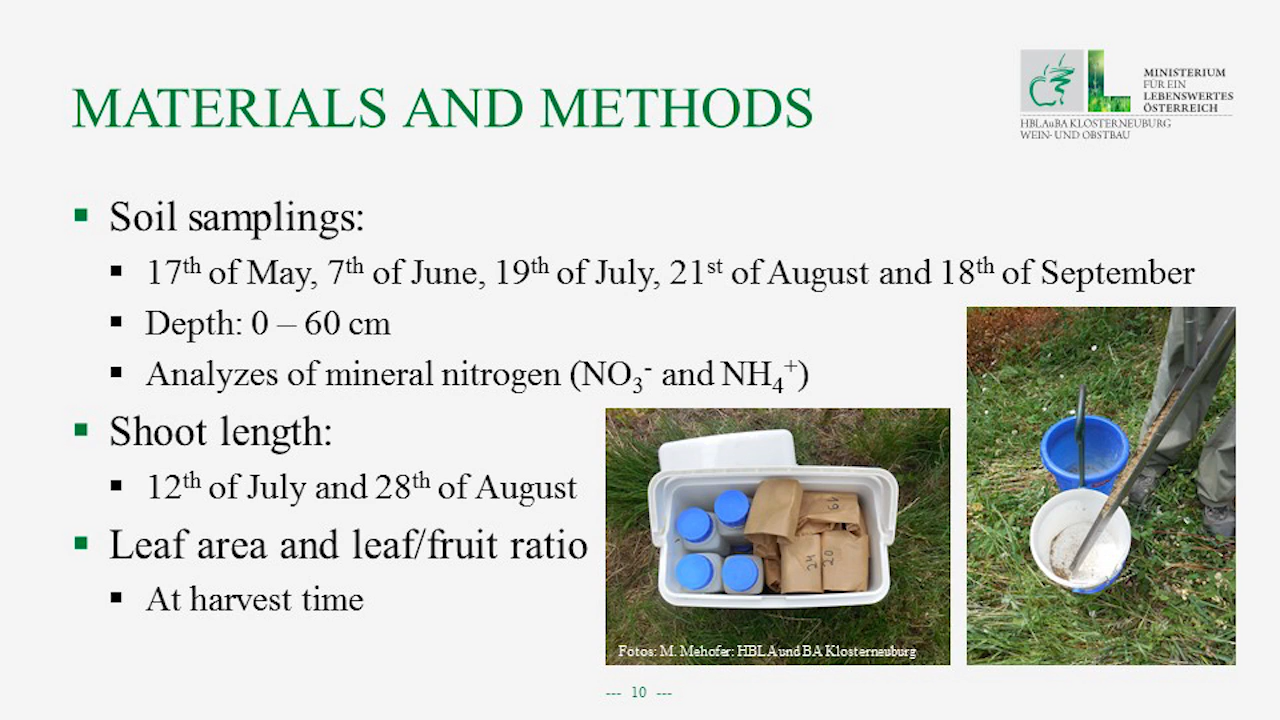 MATERIALS AND METHODS
MINISTERIUM
FÜR EIN
LEBENSWERTES
ÖSTERREICH
HBLAuBA KLOSTERNEUBURG
WEIN- UND OBSTBAU
Soil samplings:
17th of May, 7th of June, 19th of July, 21st of August and 18th of September
Depth: 0 – 60 cm
Analyzes of mineral nitrogen (NO3- and NH4+)
Shoot length:
12th of July and 28th of August
Leaf area and leaf/fruit ratio
At harvest time
61
24
20
Fotos: M. Mehofer: HBLA und BA Klosterneuburg
--- 10 ---